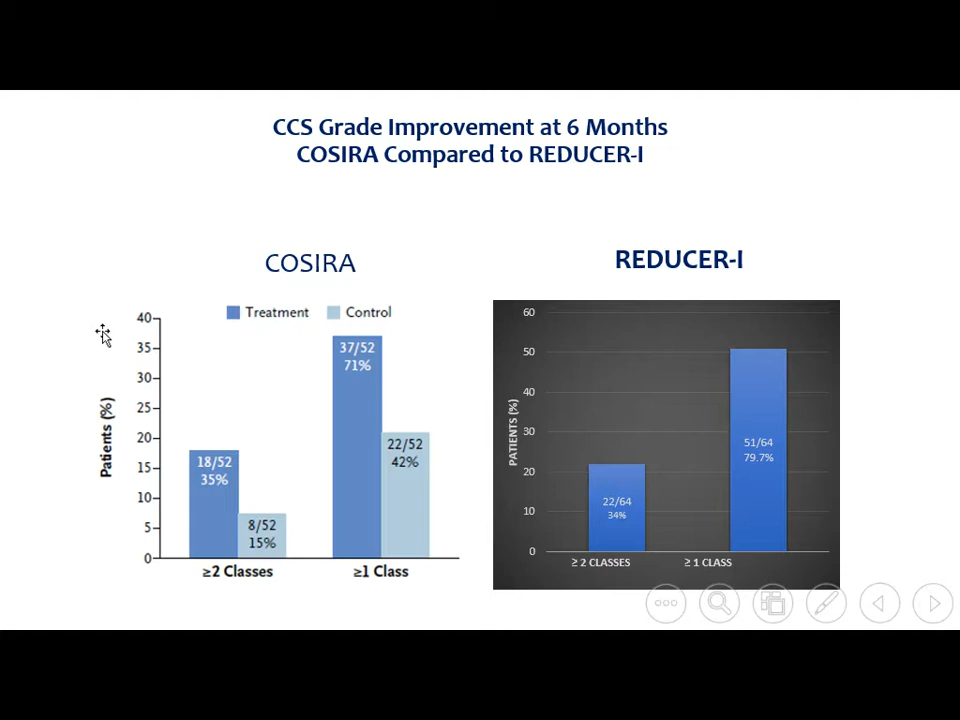 CCS Grade Improvement at 6 Months
COSIRA Compared to REDUCER-I
COSIRA
Treatment
Control
Patients (%)
40
35
30
25
20
15
10
5
0
18/52
35%
8/52
15%
37/52
71%
22/52
42%
≥2 Classes
≥1 Class
REDUCER-I
PATIENTS (%)
60
50
40
30
20
10
0
22/64
34%
51/64
79.7%
≥ 2 CLASSES
≥ 1 CLASS